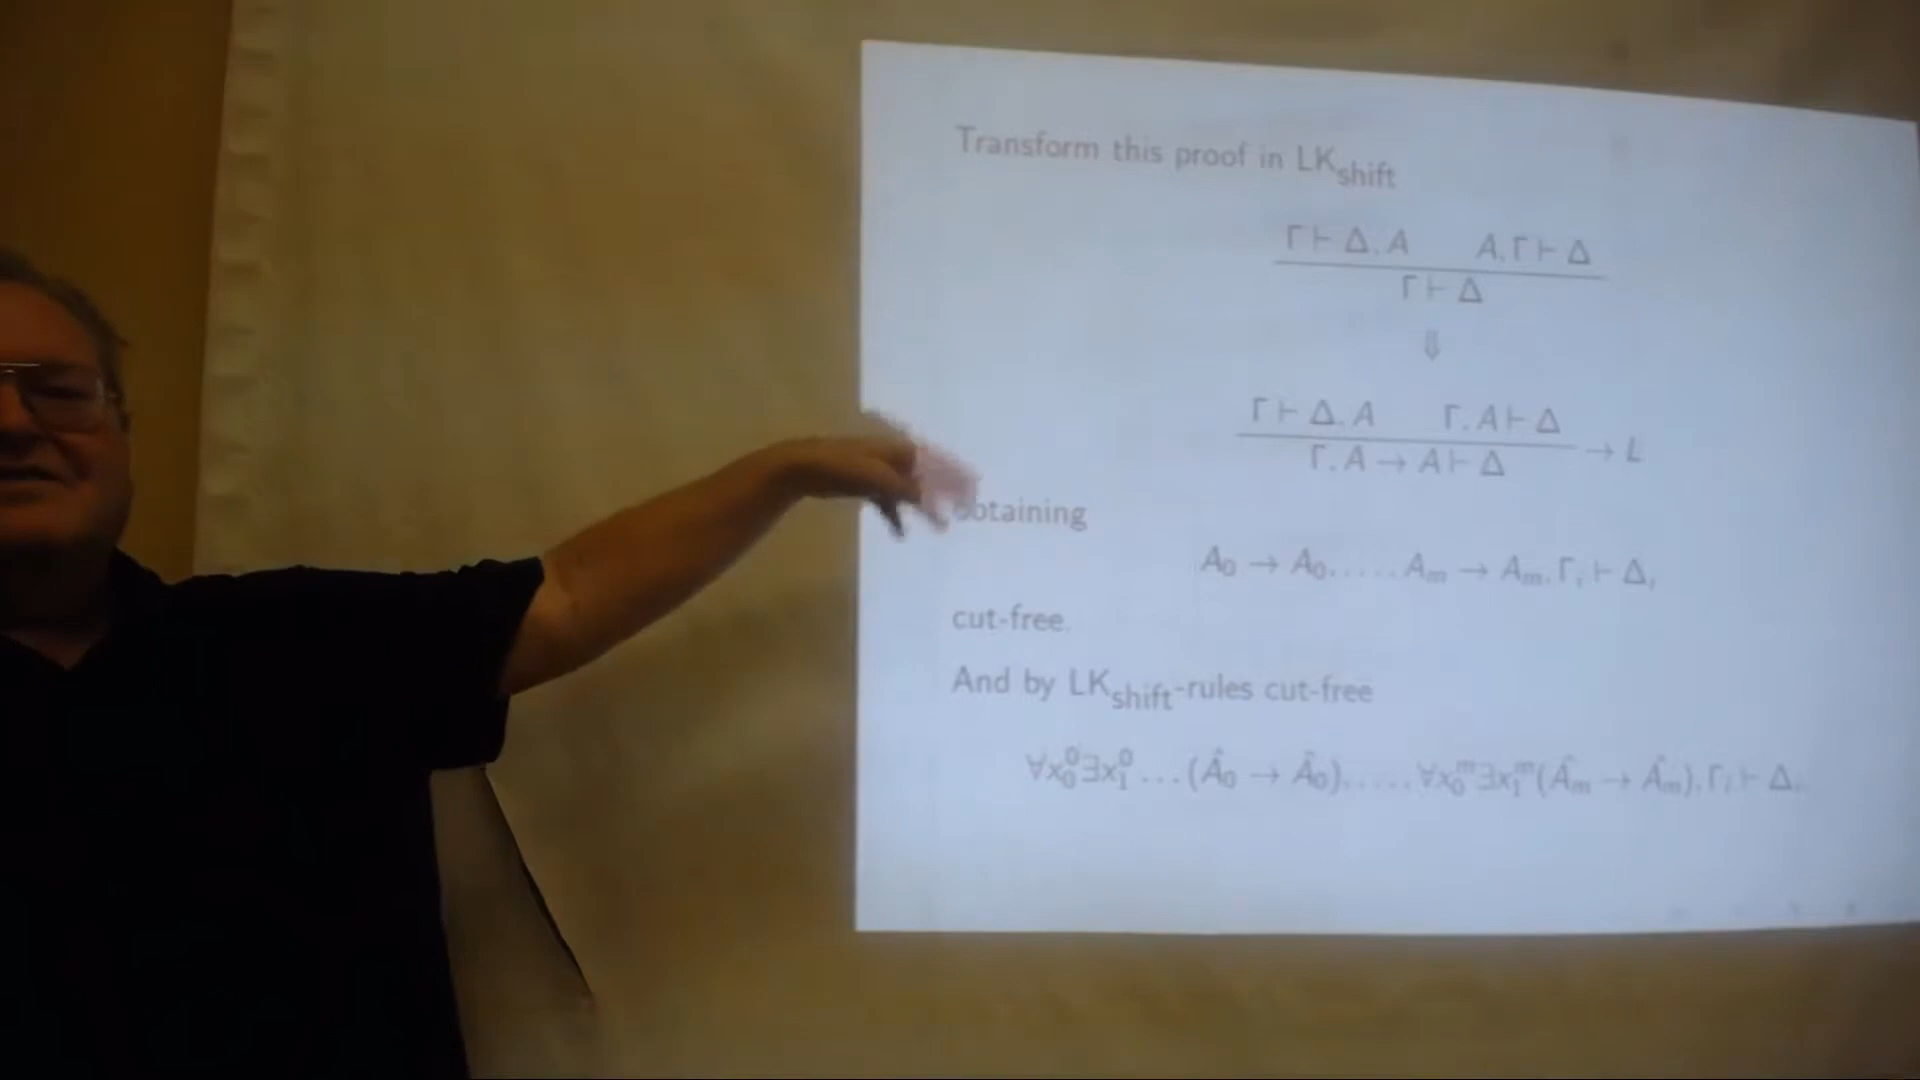 Transform this proof in LK_shift
Γ ⊢ Δ, A    A, Γ ⊢ Δ
Γ ⊢ Δ
⇓
Γ ⊢ Δ, A    Γ, A ⊢ Δ
Γ, A → A ⊢ Δ → L
obtaining
A₀ → A₀, . . . , Aₘ → Aₘ, Γᵢ ⊢ Δᵢ
cut-free.
And by LK_shift-rules cut-free
∀x₀⁰∃x₁⁰ . . . (Â₀ → Â₀), . . . , ∀x₀ᵐ∃x₁ᵐ(Âₘ → Âₘ), Γᵢ ⊢ Δᵢ